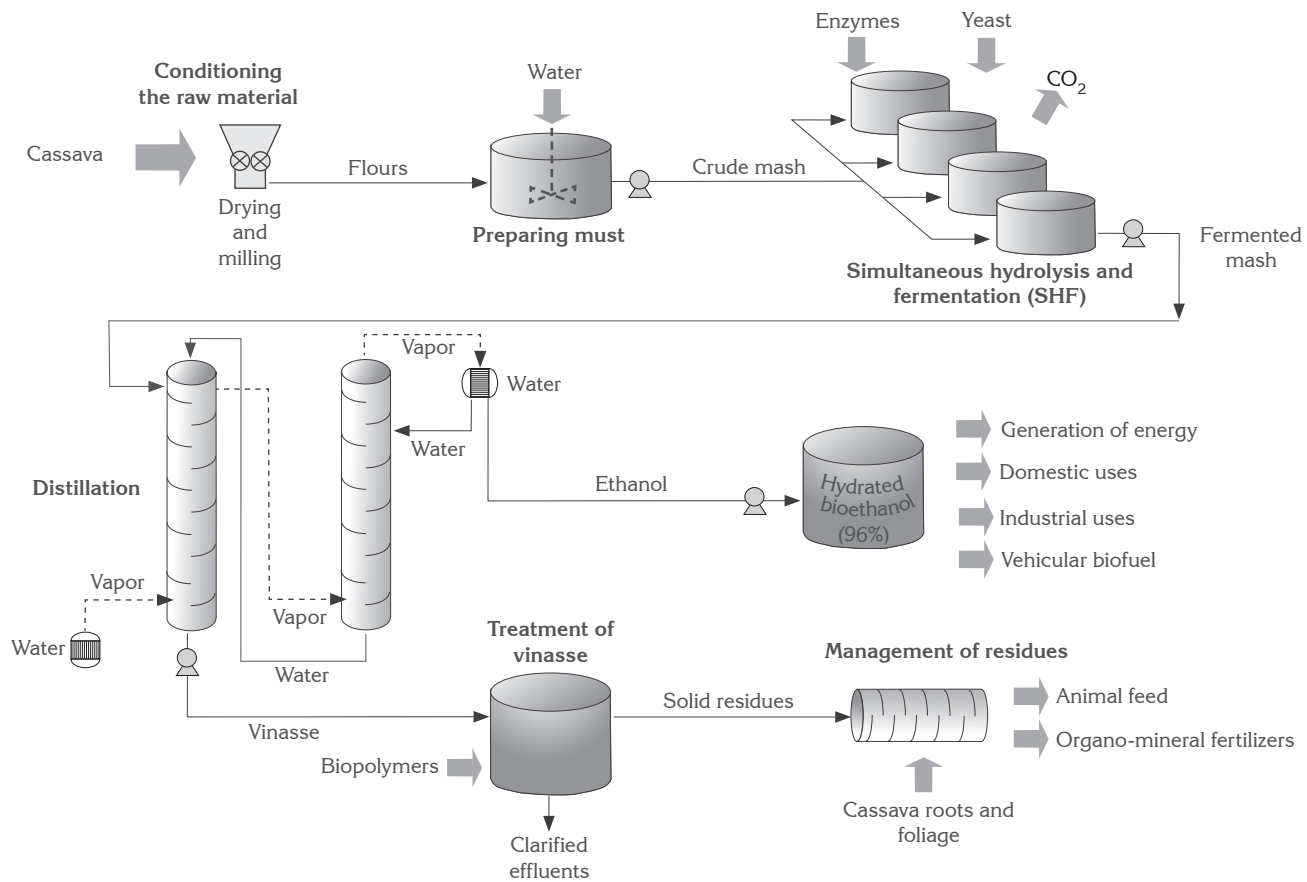 Conditioning
the raw material
Cassava
Drying
and
milling
Flours
Water
Preparing must
Crude mash
Enzymes
Yeast
CO2
Simultaneous hydrolysis and
fermentation (SHF)
Fermented
mash
Distillation
Vapor
Water
Water
Ethanol
Hydrated
bioethanol
(96%)
Generation of energy
Domestic uses
Industrial uses
Vehicular biofuel
Vapor
Water
Vapor
Water
Vinasse
Treatment of
vinasse
Biopolymers
Clarified
effluents
Solid residues
Management of residues
Cassava roots and
foliage
Animal feed
Organo-mineral fertilizers